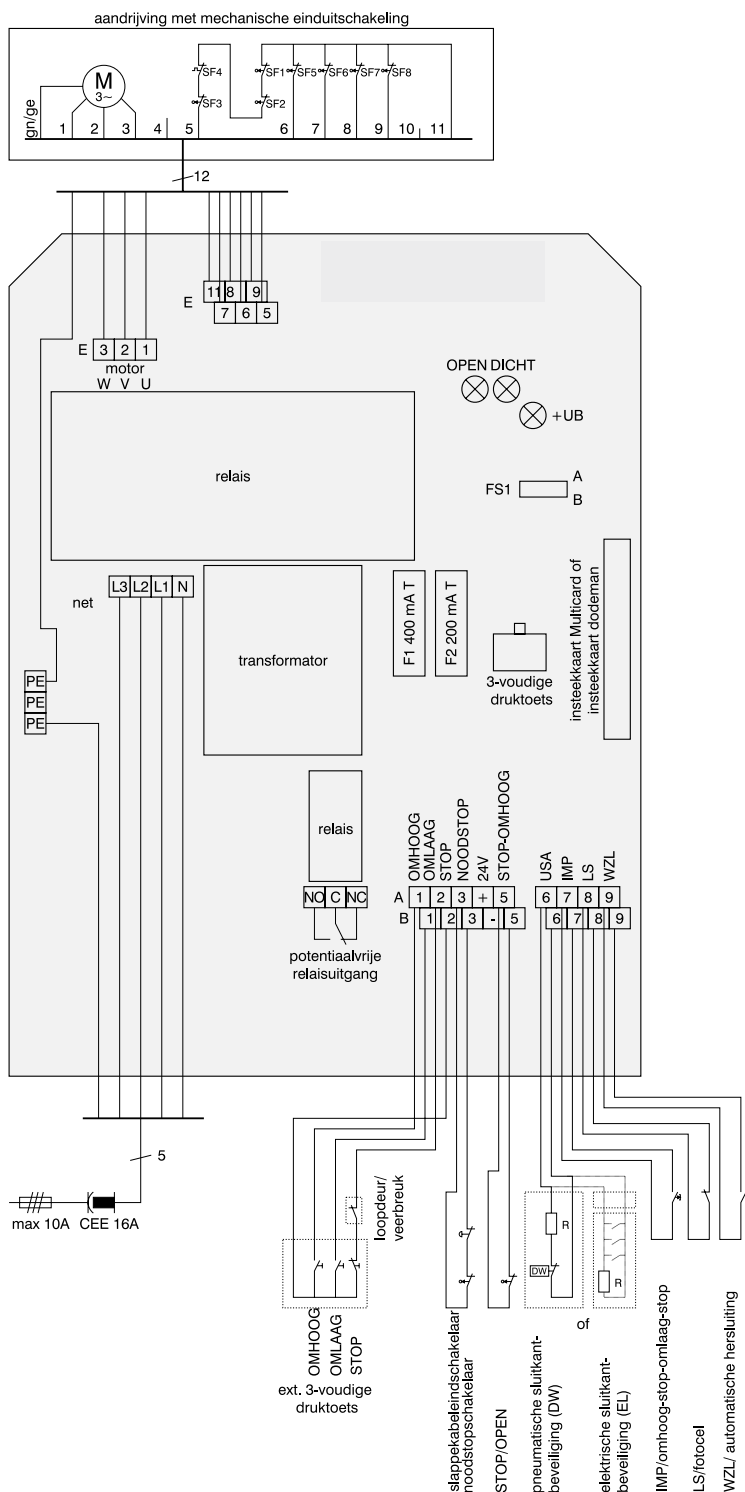 aandrijving met mechanische einduitschakeling
M
3~
gn/ge
SF4
SF3
SF1
SF2
SF5
SF6
SF7
SF8
1 2 3 4 5 6 7 8 9 10 11
12
E
11 8 9
7 6 5
E 3 2 1
motor
W V U
OPEN DICHT
+UB
relais
FS1
A
B
net
L3 L2 L1 N
transformator
F1 400 mA T
F2 200 mA T
3-voudige
druktoets
insteekkaart Multicard of
insteekkaart dodeman
PE
PE
PE
relais
NO C NC
potentiaalvrije
relaisuitgang
OMHOOG
OMLAAG
STOP
NOODSTOP
24V
STOP-OMHOOG
USA
IMP
LS
WZL
A 1 2 3 + 5 6 7 8 9
B 1 2 3 - 5 6 7 8 9
5
max 10A CEE 16A
loopdeur/
veerbreuk
R
DW
R
of
OMHOOG
OMLAAG
STOP
ext. 3-voudige
druktoets
slappekabeleindschakelaar
noodstopschakelaar
STOP/OPEN
pneumatische sluitkant-
beveiliging (DW)
elektrische sluitkant-
beveiliging (EL)
IMP/omhoog-stop-omlaag-stop
LS/fotocel
WZL/ automatische hersluiting